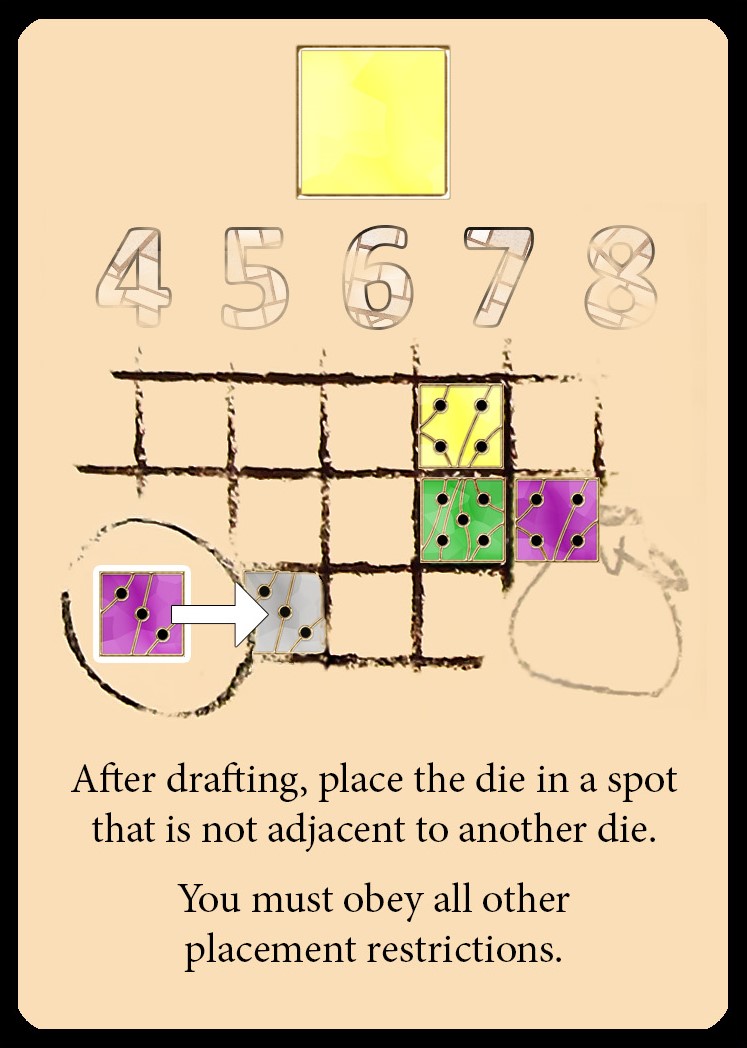 4 5 6 7 8
After drafting, place the die in a spot
that is not adjacent to another die.
You must obey all other
placement restrictions.